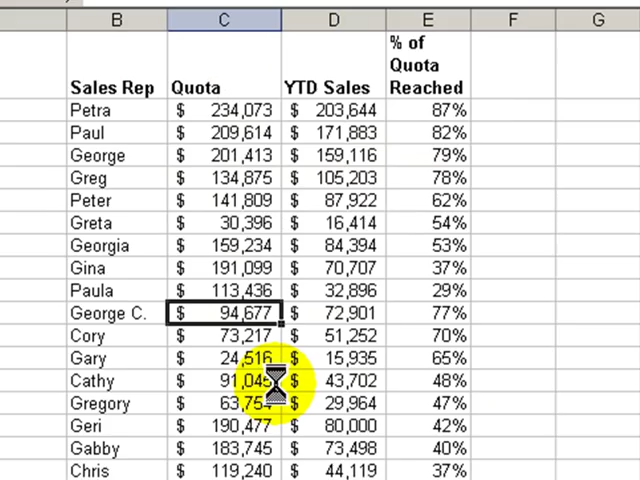 B C D E F G
% of
Quota
Sales Rep Quota YTD Sales Reached
Petra $ 234,073 $ 203,644 87%
Paul $ 209,614 $ 171,883 82%
George $ 201,413 $ 159,116 79%
Greg $ 134,875 $ 105,203 78%
Peter $ 141,809 $ 87,922 62%
Greta $ 30,396 $ 16,414 54%
Georgia $ 159,234 $ 84,394 53%
Gina $ 191,099 $ 70,707 37%
Paula $ 113,436 $ 32,896 29%
George C. $ 94,677 $ 72,901 77%
Cory $ 73,217 $ 51,252 70%
Gary $ 24,516 $ 15,935 65%
Cathy $ $ 43,702 48%
Gregory $ 63,754 $ 29,964 47%
Geri $ 190,477 $ 80,000 42%
Gabby $ 183,745 $ 73,498 40%
Chris $ 119,240 $ 44,119 37%